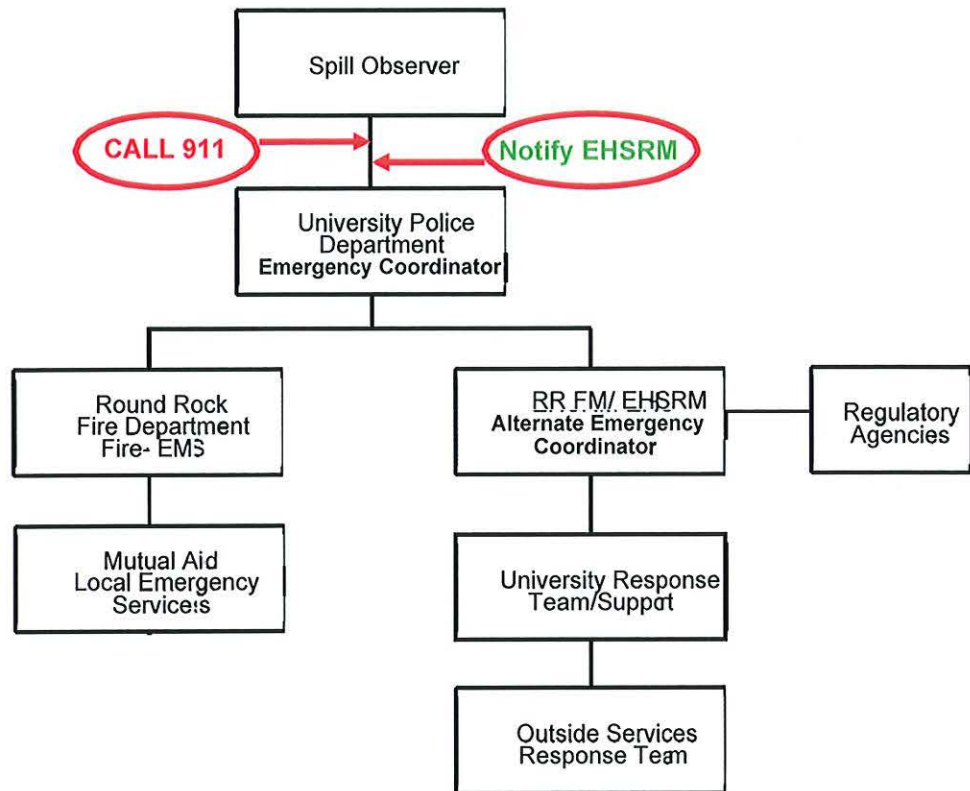 Spill Observer
CALL 911
Notify EHSRM
University Police
Department
Emergency Coordinator
Round Rock
Fire Department
Fire- EMS
RR FM/ EHSRM
Alternate Emergency
Coordinator
Regulatory
Agencies
Mutual Aid
Local Emergency
Services
University Response
Team/Support
Outside Services
Response Team